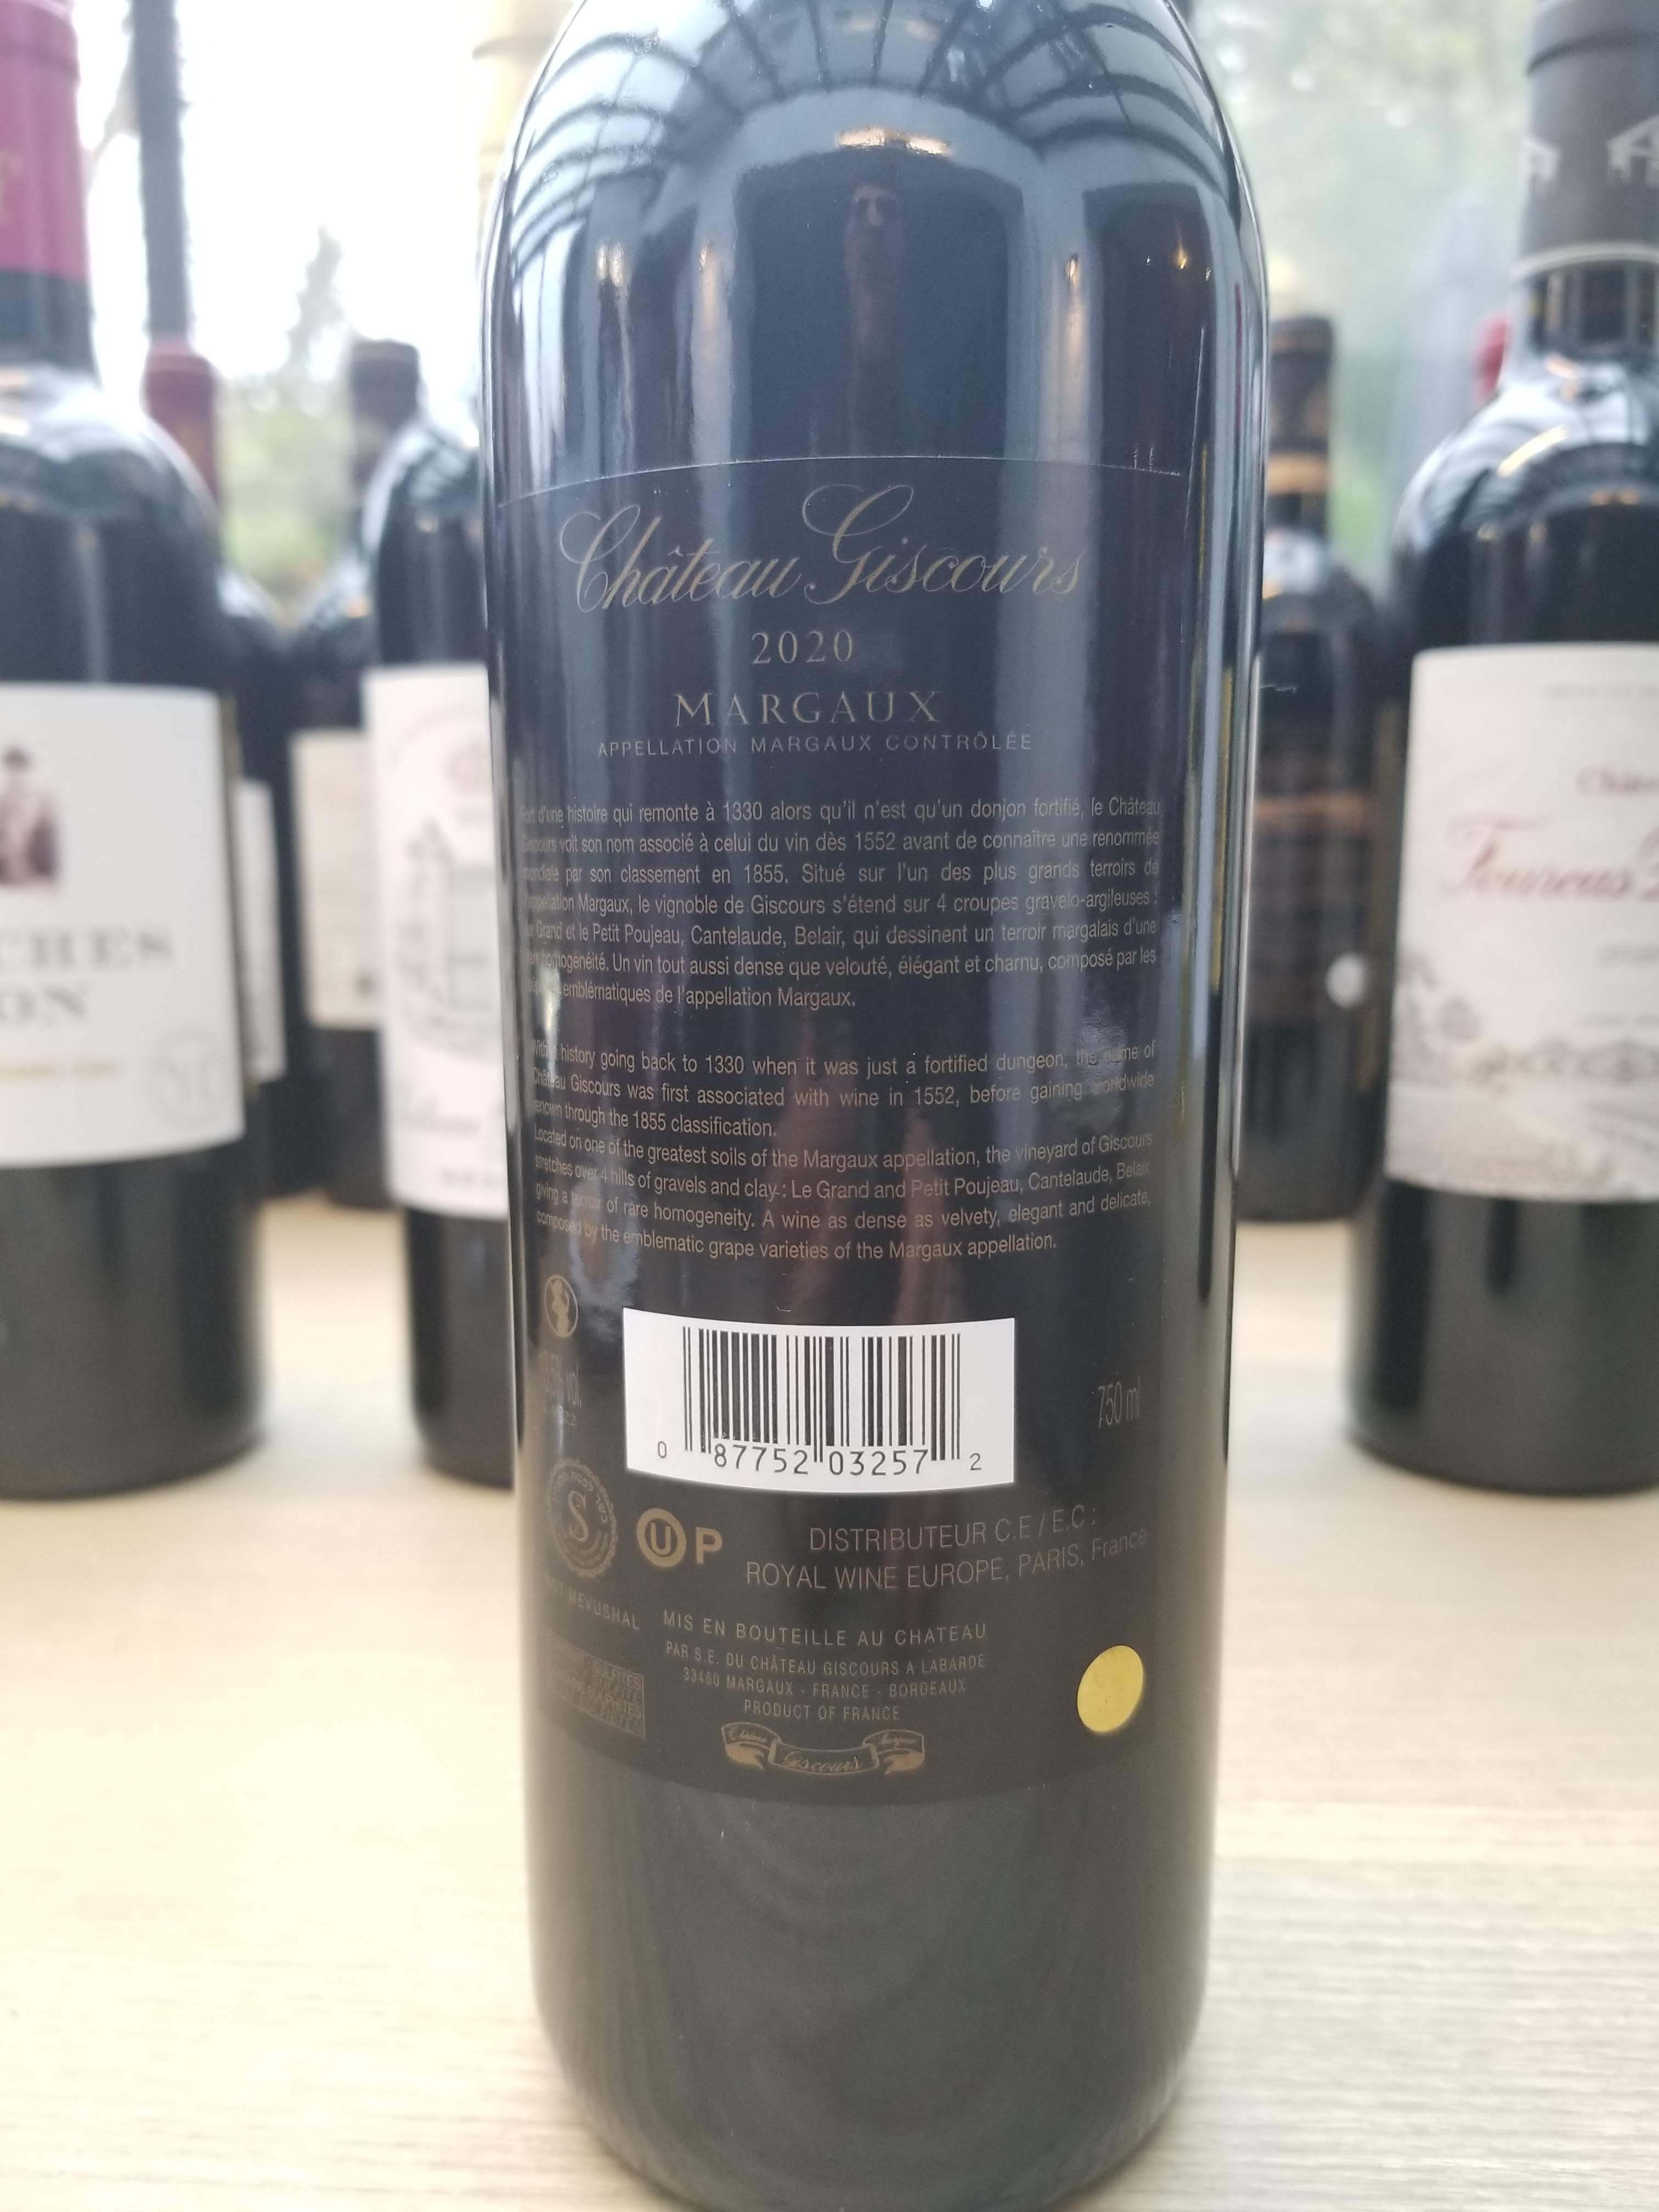 Château Giscours
2020
MARGAUX
APPELLATION MARGAUX CONTRÔLÉE
d'une histoire qui remonte à 1330 alors qu'il n'est qu'un donjon fortifié, le Château
Giscours voit son nom associé à celui du vin dès 1552 avant de connaître une renommée
mondiale par son classement en 1855. Situé sur l'un des plus grands terroirs de
l'appellation Margaux, le vignoble de Giscours s'étend sur 4 croupes gravelo-argileuses :
Le Grand et le Petit Poujeau, Cantelaude, Belair, qui dessinent un terroir margalais d'une
homogénéité. Un vin tout aussi dense que velouté, élégant et charnu, composé par les
emblématiques de l'appellation Margaux.
With history going back to 1330 when it was just a fortified dungeon, the name of
Château Giscours was first associated with wine in 1552, before gaining worldwide
renown through the 1855 classification.
Located on one of the greatest soils of the Margaux appellation, the vineyard of Giscours
stretches over 4 hills of gravels and clay : Le Grand and Petit Poujeau, Cantelaude, Belair,
giving a terroir of rare homogeneity. A wine as dense as velvety, elegant and delicate,
composed by the emblematic grape varieties of the Margaux appellation.
vol.
750 ml
0 87752 03257 2
S
U P
DISTRIBUTEUR C.E / E.C :
ROYAL WINE EUROPE, PARIS, France
MEVUSHAL
MIS EN BOUTEILLE AU CHATEAU
PAR S.E. DU CHÂTEAU GISCOURS A LABARDE
33460 MARGAUX - FRANCE - BORDEAUX
PRODUCT OF FRANCE
SULFITES
Giscours
CHES
ON